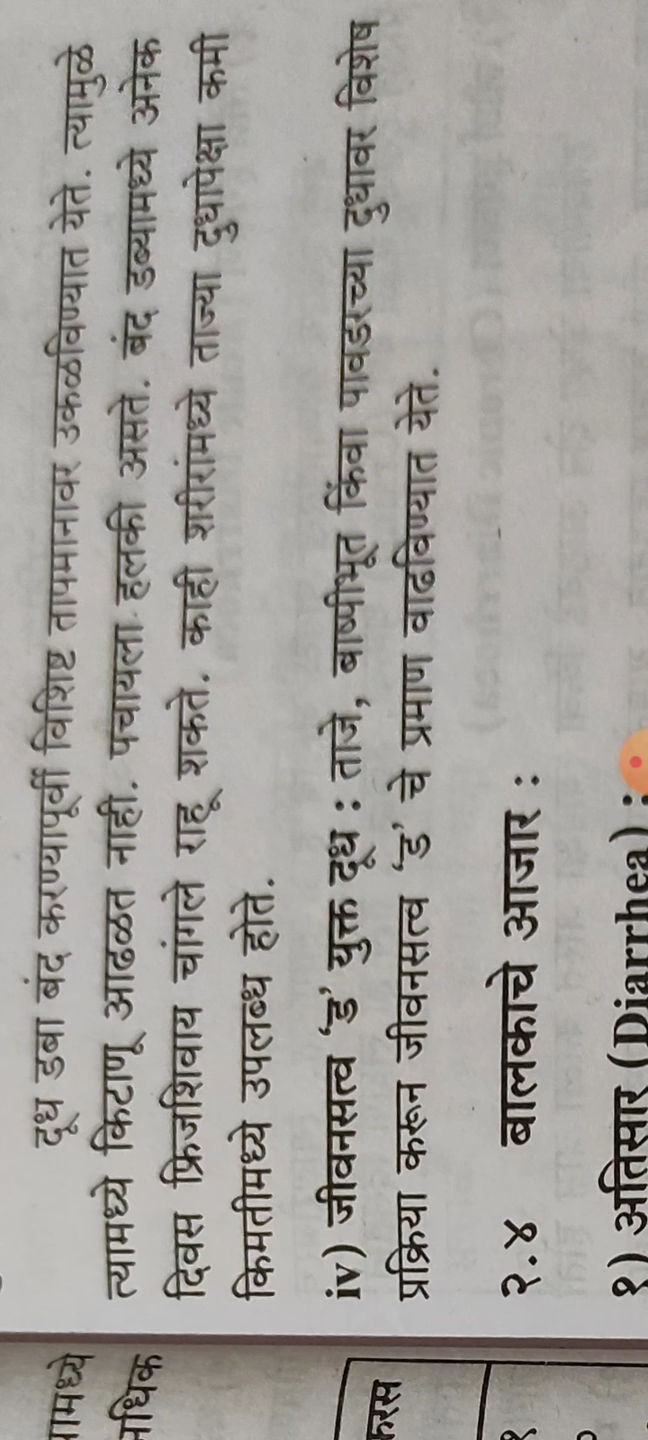 दूध डबा बंद करण्यापूर्वी विशिष्ट तापमानावर उकळविण्यात येते. त्यामुळे
त्यामध्ये किटाणू आढळत नाही. पचायला हलकी असते. बंद डब्यामध्ये अनेक
दिवस फ्रिजशिवाय चांगले राहू शकते. काही शरीरांमध्ये ताज्या दुधापेक्षा कमी
किमतीमध्ये उपलब्ध होते.
iv) जीवनसत्व 'ड' युक्त दूध : ताजे, बाष्पीभूत किंवा पावडरच्या दुधावर विशेष
प्रक्रिया करून जीवनसत्व 'ड' चे प्रमाण वाढविण्यात येते.
२.४ बालकाचे आजार :
१) अतिसार (Diarrhea) :